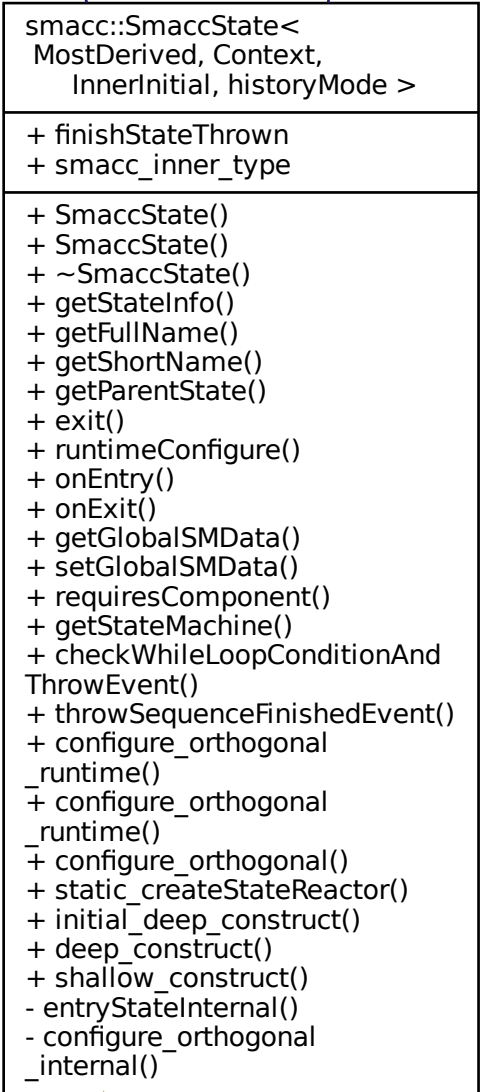 smacc::SmaccState<
MostDerived, Context,
InnerInitial, historyMode >
+ finishStateThrown
+ smacc_inner_type
+ SmaccState()
+ SmaccState()
+ ~SmaccState()
+ getStateInfo()
+ getFullName()
+ getShortName()
+ getParentState()
+ exit()
+ runtimeConfigure()
+ onEntry()
+ onExit()
+ getGlobalSMData()
+ setGlobalSMData()
+ requiresComponent()
+ getStateMachine()
+ checkWhileLoopConditionAnd
ThrowEvent()
+ throwSequenceFinishedEvent()
+ configure_orthogonal
_runtime()
+ configure_orthogonal
_runtime()
+ configure_orthogonal()
+ static_createStateReactor()
+ initial_deep_construct()
+ deep_construct()
+ shallow_construct()
- entryStateInternal()
- configure_orthogonal
_internal()